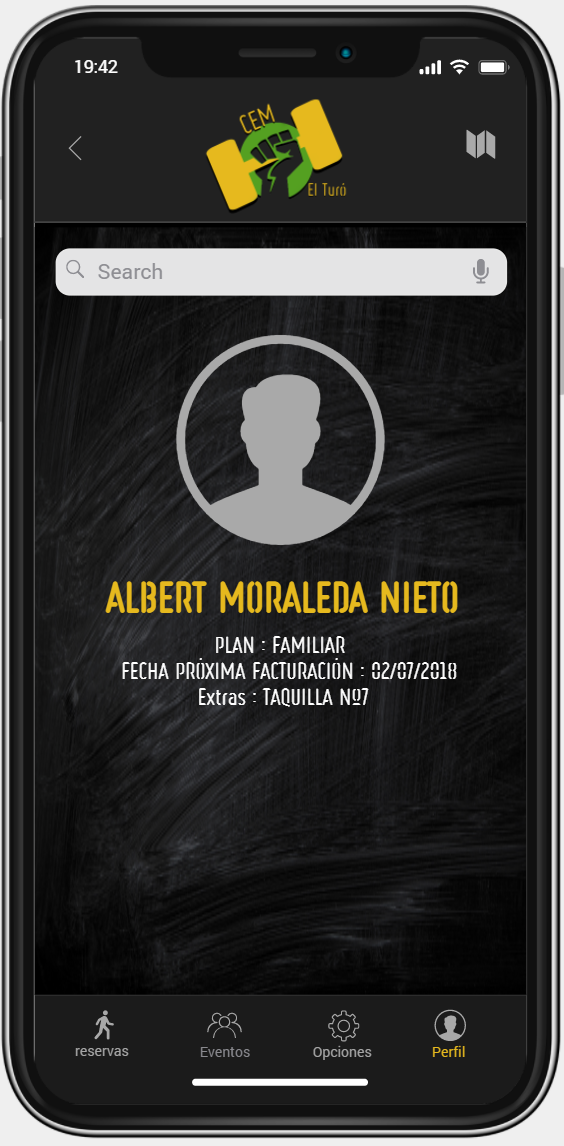 19:42
CEM
El Turó
Search
ALBERT MORALEDA NIETO
PLAN : FAMILIAR
FECHA PRÓXIMA FACTURACIÓN : 02/07/2018
Extras : TAQUILLA Nº7
reservas
Eventos
Opciones
Perfil